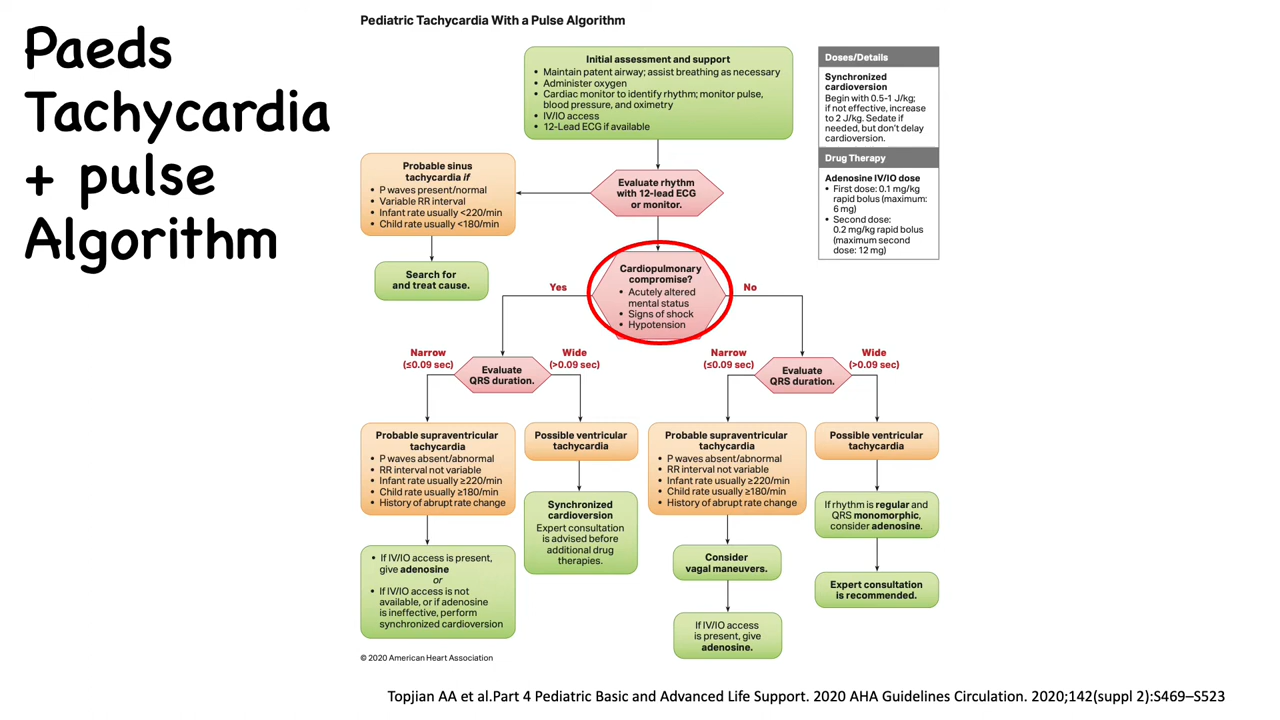 Paeds
Tachycardia
+ pulse
Algorithm
Pediatric Tachycardia With a Pulse Algorithm
Initial assessment and support
• Maintain patent airway; assist breathing as necessary
• Administer oxygen
• Cardiac monitor to identify rhythm; monitor pulse,
blood pressure, and oximetry
• IV/IO access
• 12-Lead ECG if available
Doses/Details
Synchronized
cardioversion
Begin with 0.5-1 J/kg;
if not effective, increase
to 2 J/kg. Sedate if
needed, but don't delay
cardioversion.
Drug Therapy
Adenosine IV/IO dose
• First dose: 0.1 mg/kg
rapid bolus (maximum:
6 mg)
• Second dose:
0.2 mg/kg rapid bolus
(maximum second
dose: 12 mg)
Probable sinus
tachycardia if
• P waves present/normal
• Variable RR interval
• Infant rate usually <220/min
• Child rate usually <180/min
Evaluate rhythm
with 12-lead ECG
or monitor.
Search for
and treat cause.
Cardiopulmonary
compromise?
• Acutely altered
mental status
• Signs of shock
• Hypotension
Yes
No
Narrow
(≤0.09 sec)
Wide
(>0.09 sec)
Evaluate
QRS duration.
Narrow
(≤0.09 sec)
Wide
(>0.09 sec)
Evaluate
QRS duration.
Probable supraventricular
tachycardia
• P waves absent/abnormal
• RR interval not variable
• Infant rate usually ≥220/min
• Child rate usually ≥180/min
• History of abrupt rate change
Possible ventricular
tachycardia
Probable supraventricular
tachycardia
• P waves absent/abnormal
• RR interval not variable
• Infant rate usually ≥220/min
• Child rate usually ≥180/min
• History of abrupt rate change
Possible ventricular
tachycardia
• If IV/IO access is present,
give adenosine
or
• If IV/IO access is not
available, or if adenosine
is ineffective, perform
synchronized cardioversion
Synchronized
cardioversion
Expert consultation
is advised before
additional drug
therapies.
Consider
vagal maneuvers.
If IV/IO access
is present, give
adenosine.
If rhythm is regular and
QRS monomorphic,
consider adenosine.
Expert consultation
is recommended.
© 2020 American Heart Association
Topjian AA et al.Part 4 Pediatric Basic and Advanced Life Support. 2020 AHA Guidelines Circulation. 2020;142(suppl 2):S469–S523